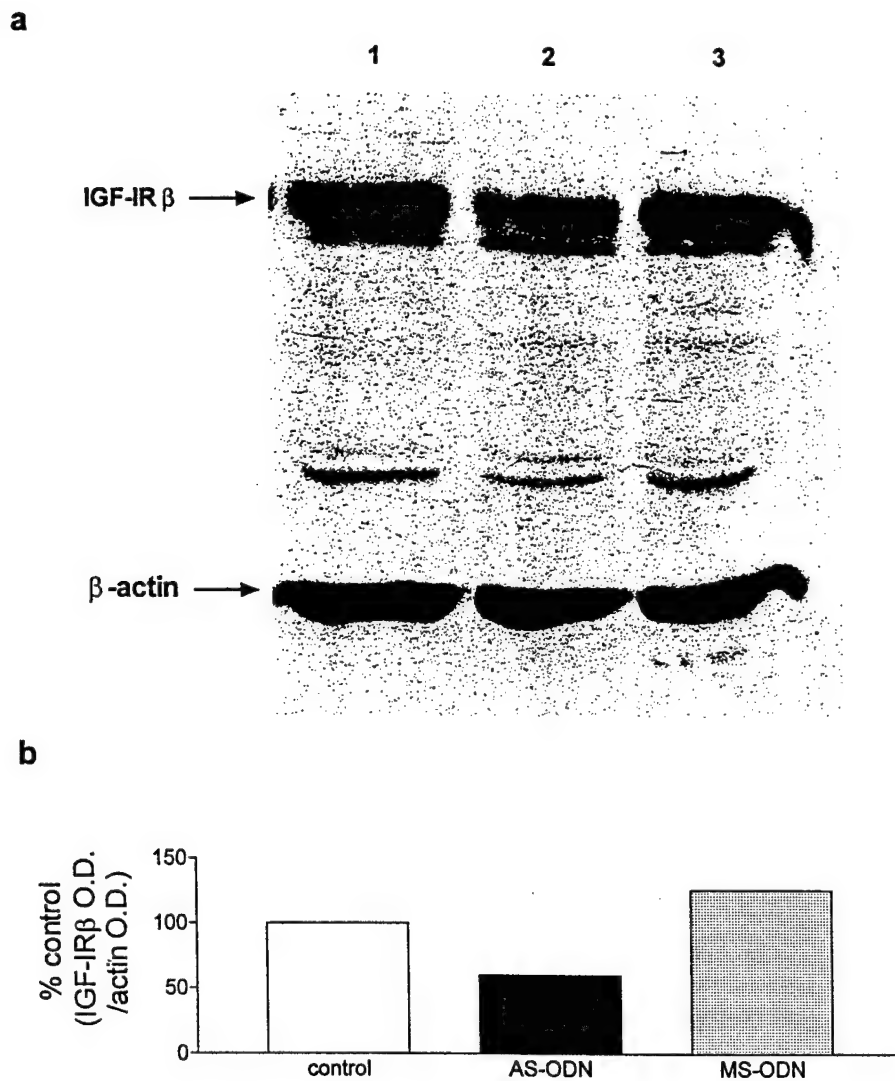 a
1 2 3
IGF-IR β
β-actin
b
% control
(IGF-IRβ O.D.
/actin O.D.)
150
100
50
0
control AS-ODN MS-ODN